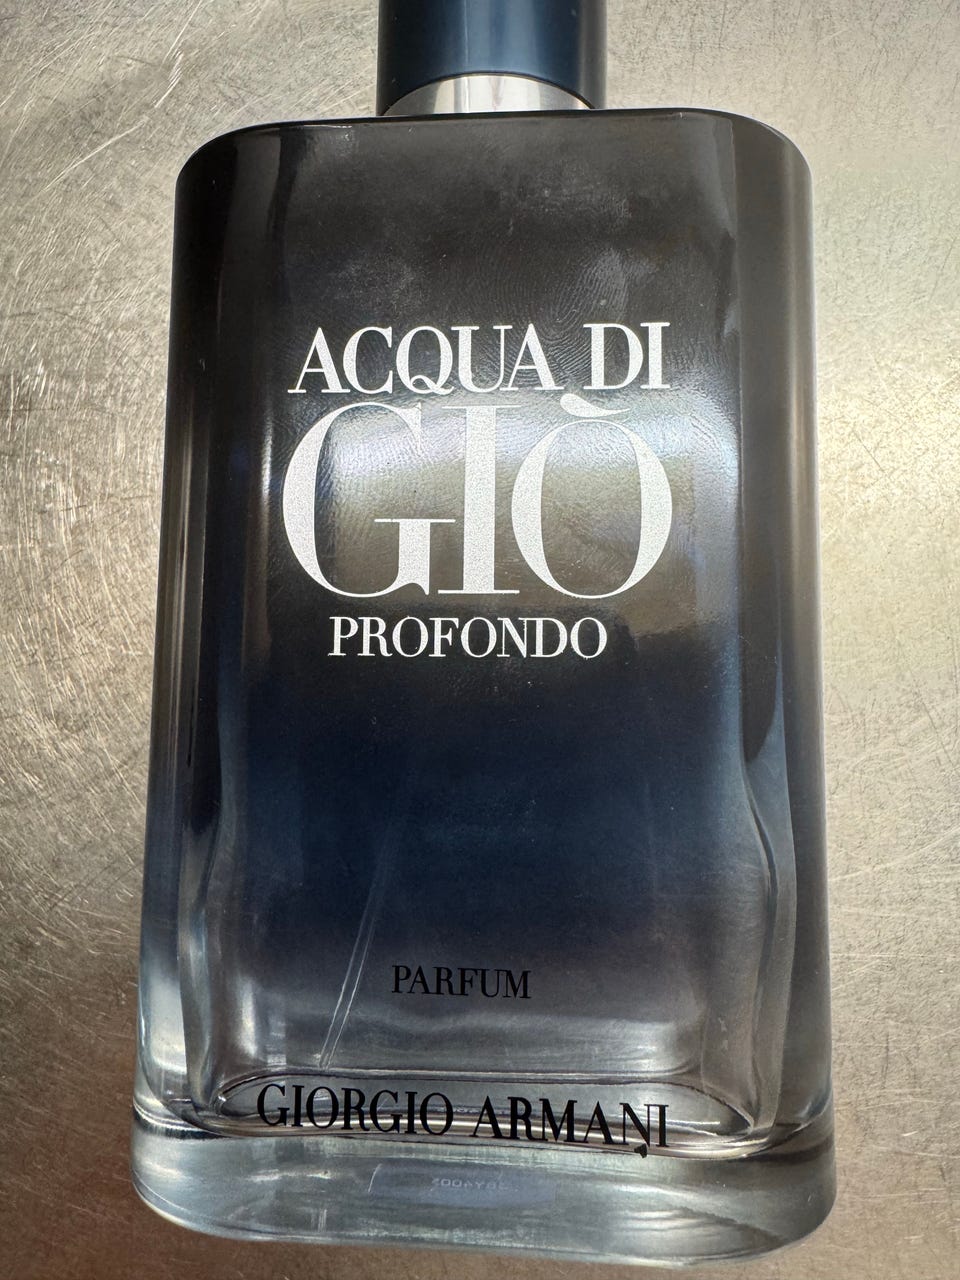 ACQUA DI
GIÒ
PROFONDO
PARFUM
GIORGIO ARMANI